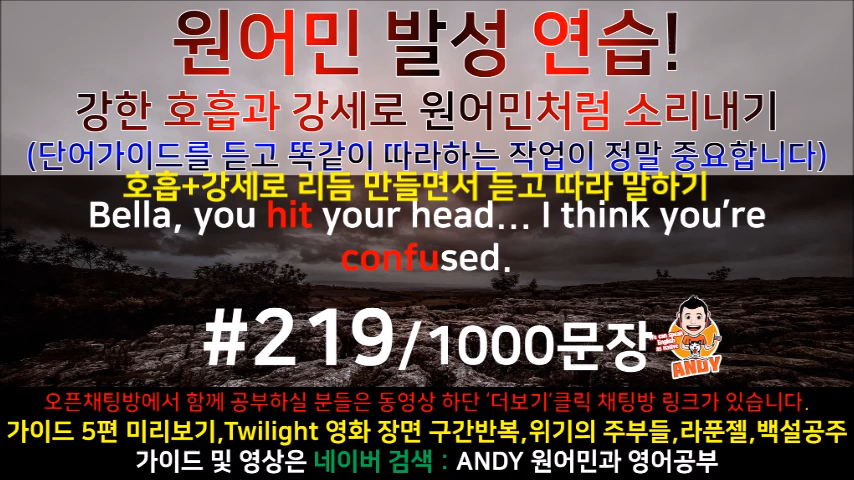 원어민 발성 연습!
강한 호흡과 강세로 원어민처럼 소리내기
(단어가이드를 듣고 똑같이 따라하는 작업이 정말 중요합니다)
호흡+강세로 리듬 만들면서 듣고 따라 말하기
Bella, you hit your head... I think you're
confused.
#219/1000문장
ANDY
오픈채팅방에서 함께 공부하실 분들은 동영상 하단 '더보기'클릭 채팅방 링크가 있습니다.
가이드 5편 미리보기,Twilight 영화 장면 구간반복,위기의 주부들,라푼젤,백설공주
가이드 및 영상은 네이버 검색 : ANDY 원어민과 영어공부